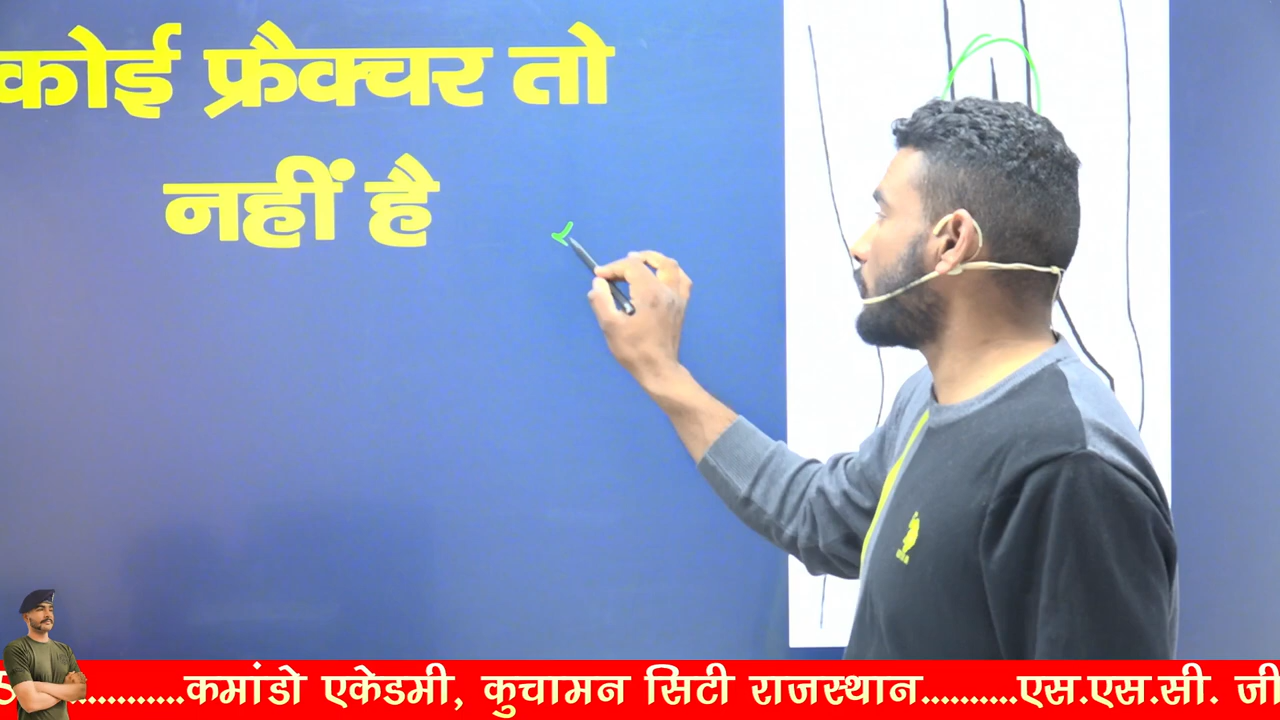 कोई फ्रैक्चर तो
नहीं है
............कमांडो एकेडमी, कुचामन सिटी राजस्थान..........एस.एस.सी. जी